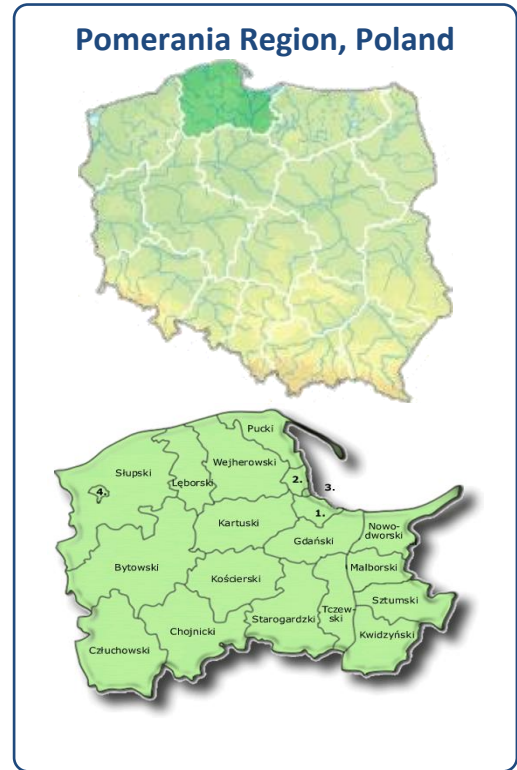 Pomerania Region, Poland
Pucki
Wejherowski
Słupski
Lęborski
2.
3.
4.
1.
Kartuski
Nowo-
dworski
Gdański
Bytowski
Malborski
Kościerski
Sztumski
Tczew-
ski
Starogardzki
Chojnicki
Kwidzyński
Człuchowski